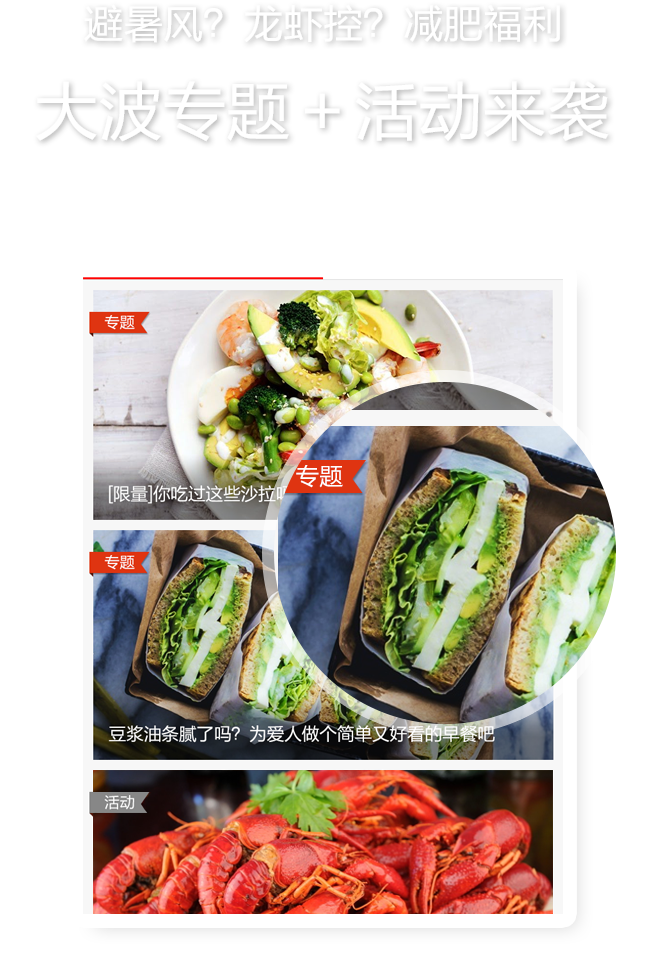 避暑风？龙虾控？减肥福利
大波专题+活动来袭
专题
[限量]你吃过这些沙拉吗
专题
专题
豆浆油条腻了吗？为爱人做个简单又好看的早餐吧
活动